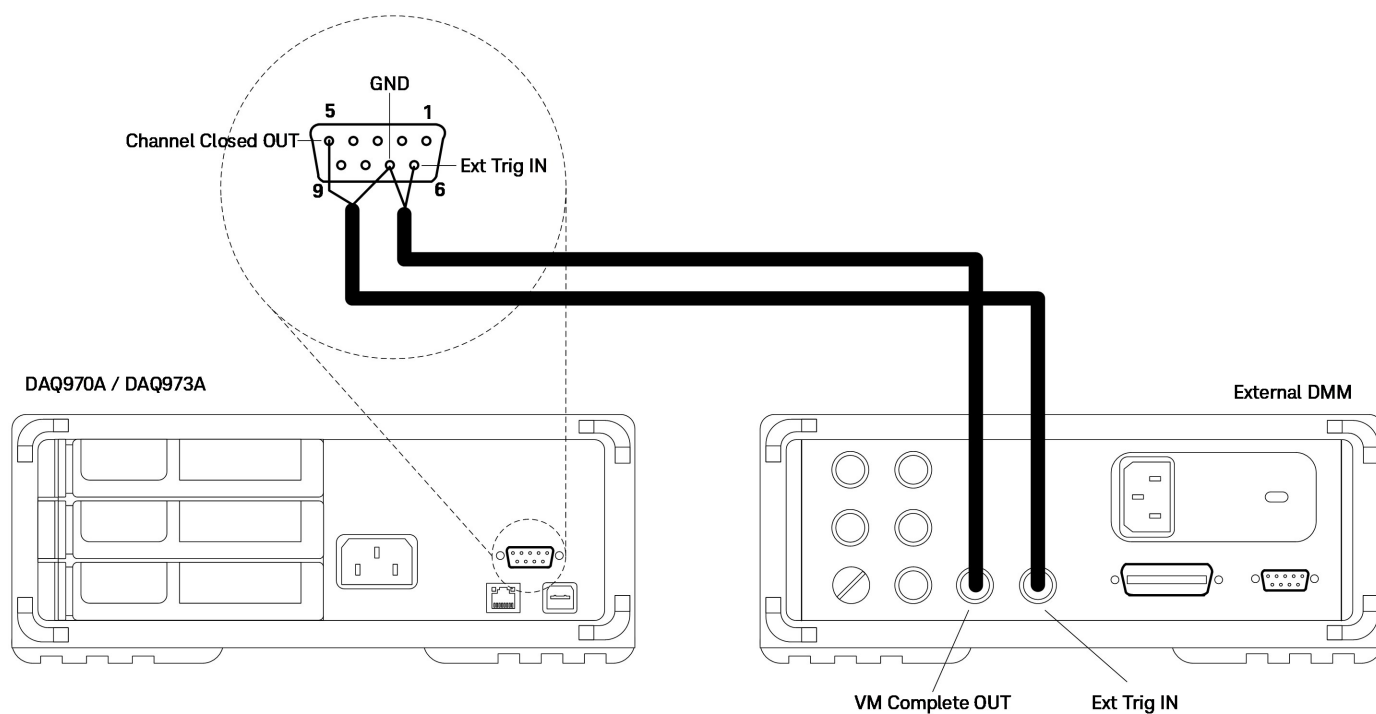 GND
5 1
Channel Closed OUT
Ext Trig IN
9 6
DAQ970A / DAQ973A
External DMM
VM Complete OUT
Ext Trig IN